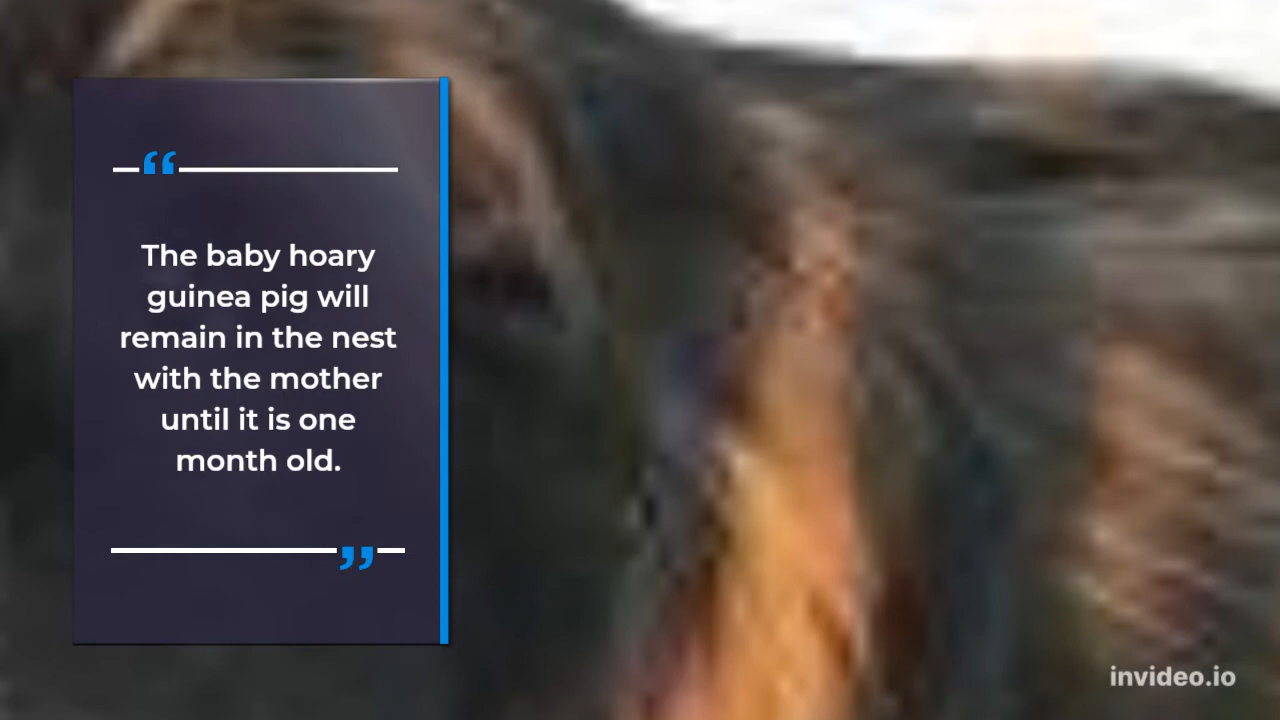 “
The baby hoary
guinea pig will
remain in the nest
with the mother
until it is one
month old.
”
invideo.io